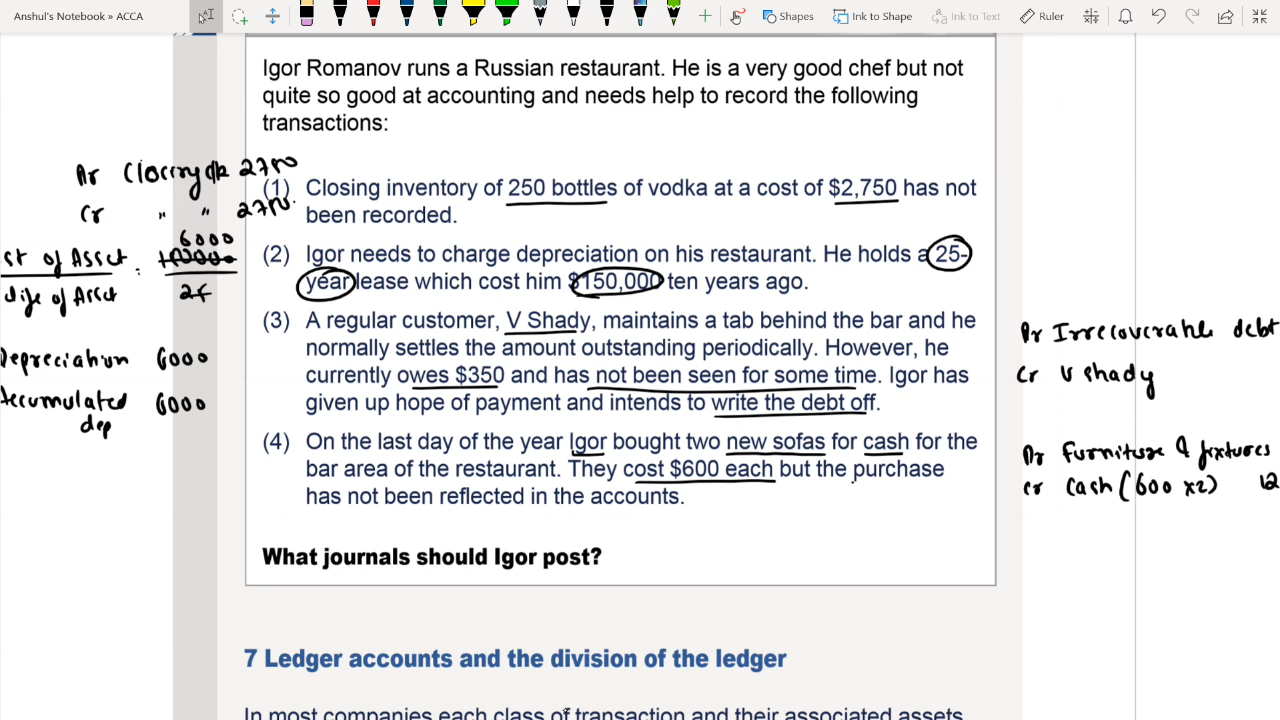 Anshul's Notebook » ACCA
Shapes
Ink to Shape
Ink to Text
Ruler
Igor Romanov runs a Russian restaurant. He is a very good chef but not
quite so good at accounting and needs help to record the following
transactions:
(1) Closing inventory of 250 bottles of vodka at a cost of $2,750 has not
been recorded.
(2) Igor needs to charge depreciation on his restaurant. He holds a 25-
year lease which cost him $150,000 ten years ago.
(3) A regular customer, V Shady, maintains a tab behind the bar and he
normally settles the amount outstanding periodically. However, he
currently owes $350 and has not been seen for some time. Igor has
given up hope of payment and intends to write the debt off.
(4) On the last day of the year Igor bought two new sofas for cash for the
bar area of the restaurant. They cost $600 each but the purchase
has not been reflected in the accounts.
What journals should Igor post?
7 Ledger accounts and the division of the ledger
In most companies each class of transaction and their associated assets
Dr Closing
Cr " "
6000
st of Asset
life of Asset
25
Depreciation 6000
Accumulated 6000
dep
Dr Irrecoverable debt
Cr V shady
Dr Furniture & fixtures
Cr Cash (600 x2) 12